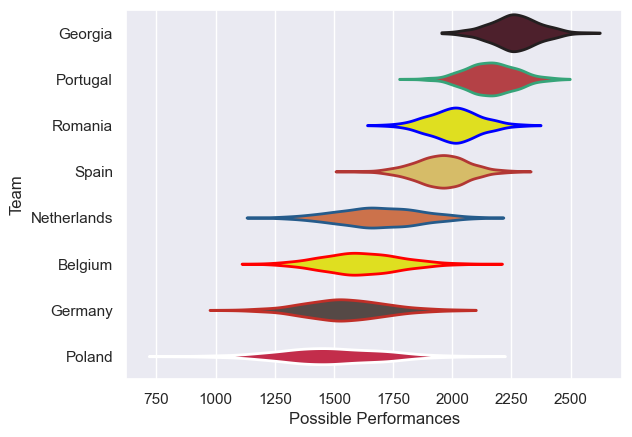 Georgia
Portugal
Romania
Spain
Netherlands
Belgium
Germany
Poland
Team
750 1000 1250 1500 1750 2000 2250 2500
Possible Performances